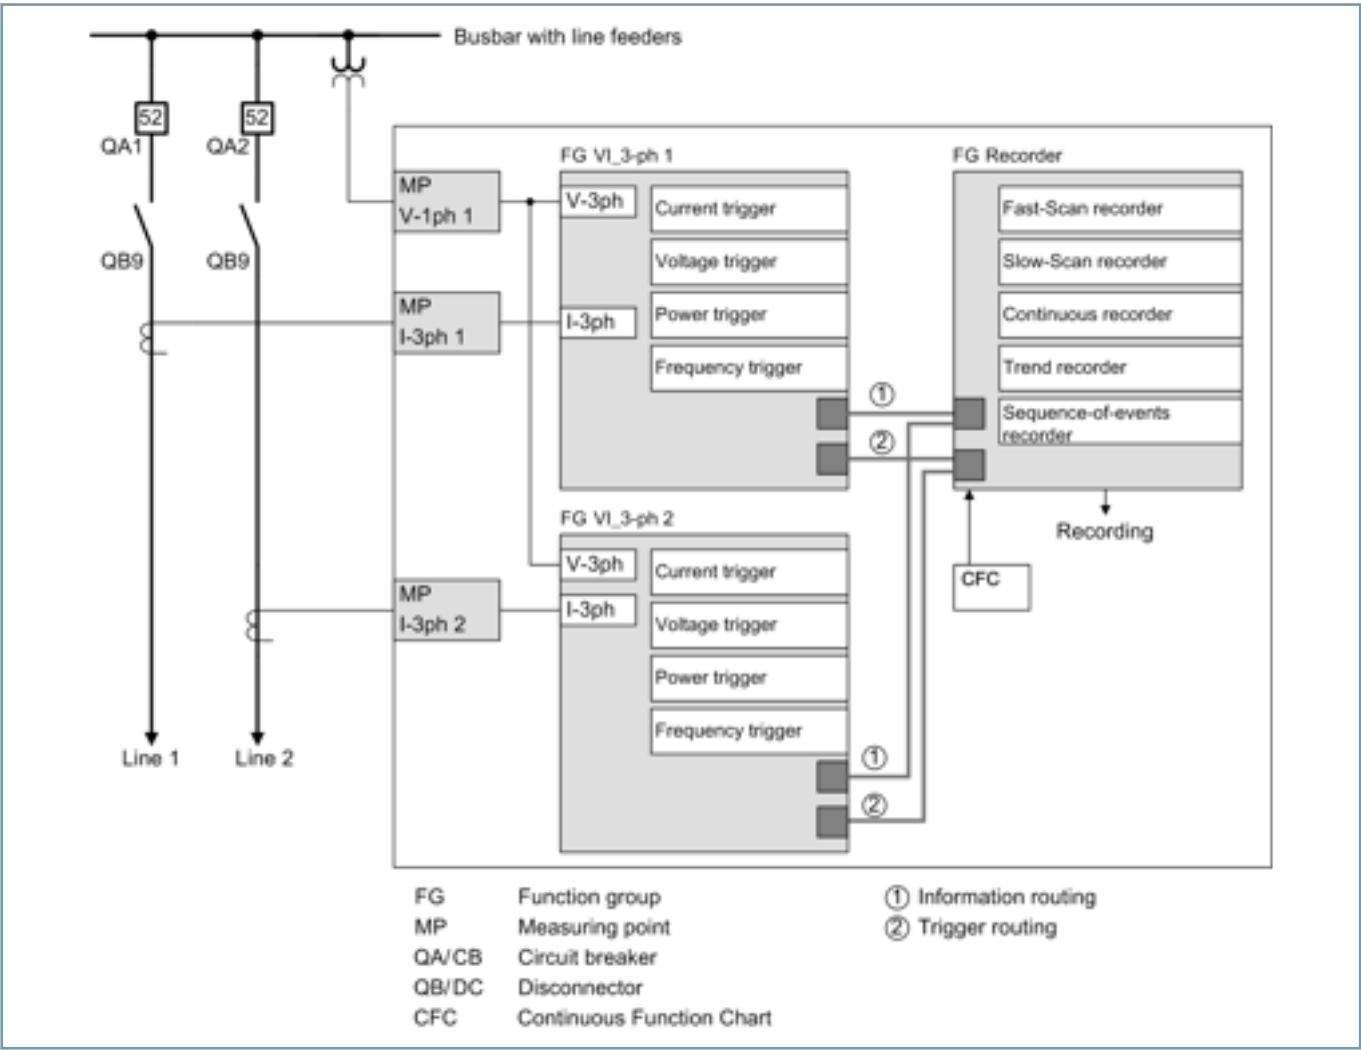 Busbar with line feeders
52
52
QA1
QA2
QB9
QB9
Line 1
Line 2
MP
V-1ph 1
MP
I-3ph 1
MP
I-3ph 2
FG VI_3-ph 1
V-3ph
I-3ph
Current trigger
Voltage trigger
Power trigger
Frequency trigger
①
②
FG VI_3-ph 2
V-3ph
I-3ph
Current trigger
Voltage trigger
Power trigger
Frequency trigger
①
②
FG Recorder
Fast-Scan recorder
Slow-Scan recorder
Continuous recorder
Trend recorder
Sequence-of-events
recorder
Recording
CFC
FG Function group
MP Measuring point
QA/CB Circuit breaker
QB/DC Disconnector
CFC Continuous Function Chart
① Information routing
② Trigger routing